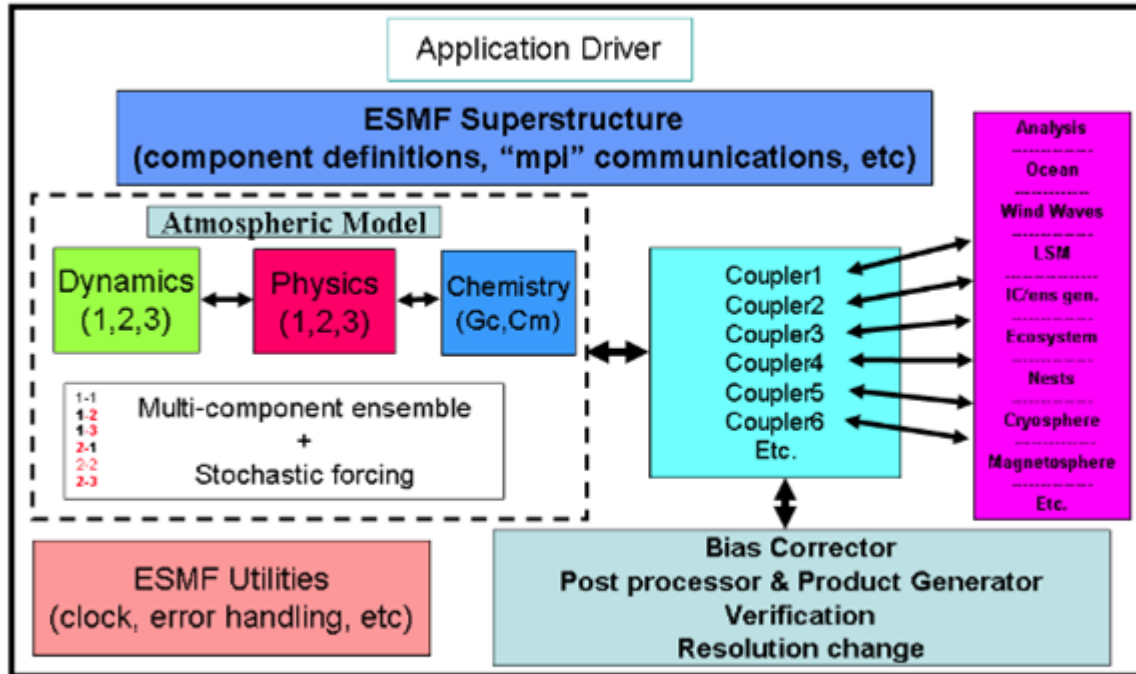 Application Driver
ESMF Superstructure
(component definitions, “mpi” communications, etc)
Atmospheric Model
Dynamics
(1,2,3)
Physics
(1,2,3)
Chemistry
(Gc,Cm)
1-1
1-2
1-3
2-1
2-2
2-3
Multi-component ensemble
+
Stochastic forcing
Coupler1
Coupler2
Coupler3
Coupler4
Coupler5
Coupler6
Etc.
Analysis
Ocean
Wind Waves
LSM
IC/ens gen.
Ecosystem
Nests
Cryosphere
Magnetosphere
Etc.
ESMF Utilities
(clock, error handling, etc)
Bias Corrector
Post processor & Product Generator
Verification
Resolution change